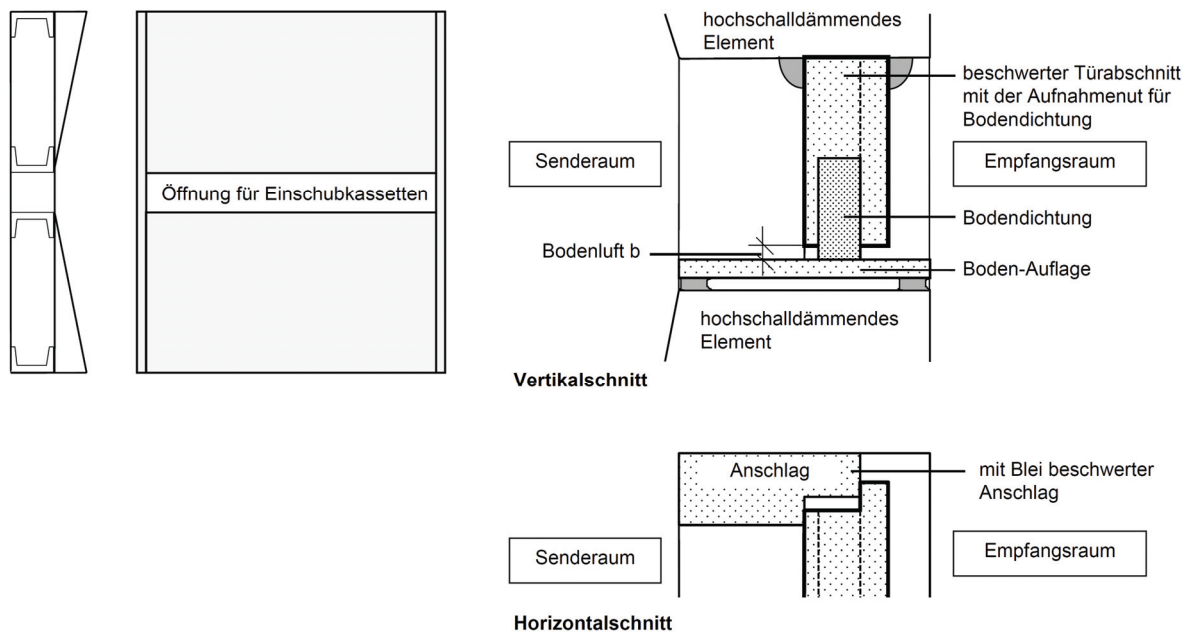 Öffnung für Einschubkassetten
hochschalldämmendes
Element
beschwerter Türabschnitt
mit der Aufnahmenut für
Bodendichtung
Senderaum
Empfangsraum
Bodendichtung
Bodenluft b
Boden-Auflage
hochschalldämmendes
Element
Vertikalschnitt
Anschlag
mit Blei beschwerter
Anschlag
Senderaum
Empfangsraum
Horizontalschnitt